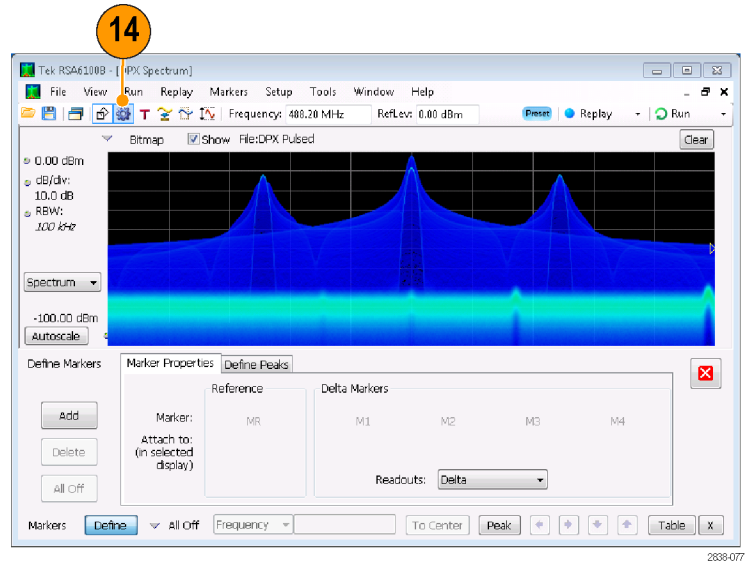 14
Tek RSA6100B - [DPX Spectrum]
File View Run Replay Markers Setup Tools Window Help
T Frequency: 488.20 MHz RefLev: 0.00 dBm Preset Replay Run
Bitmap Show File:DPX Pulsed Clear
0.00 dBm
dB/div:
10.0 dB
RBW:
100 kHz
Spectrum
-100.00 dBm
Autoscale
Define Markers Marker Properties Define Peaks
Reference Delta Markers
Add Marker: MR M1 M2 M3 M4
Attach to:
Delete (in selected
display)
All Off Readouts: Delta
Markers Define All Off Frequency To Center Peak Table X
2838-077